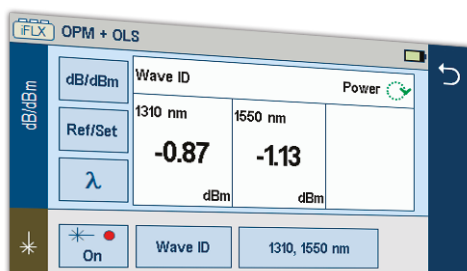 iFLX OPM + OLS
dB/dBm
dB/dBm
Wave ID
Power
Ref/Set
λ
1310 nm
-0.87
dBm
1550 nm
-1.13
dBm
On
Wave ID
1310, 1550 nm